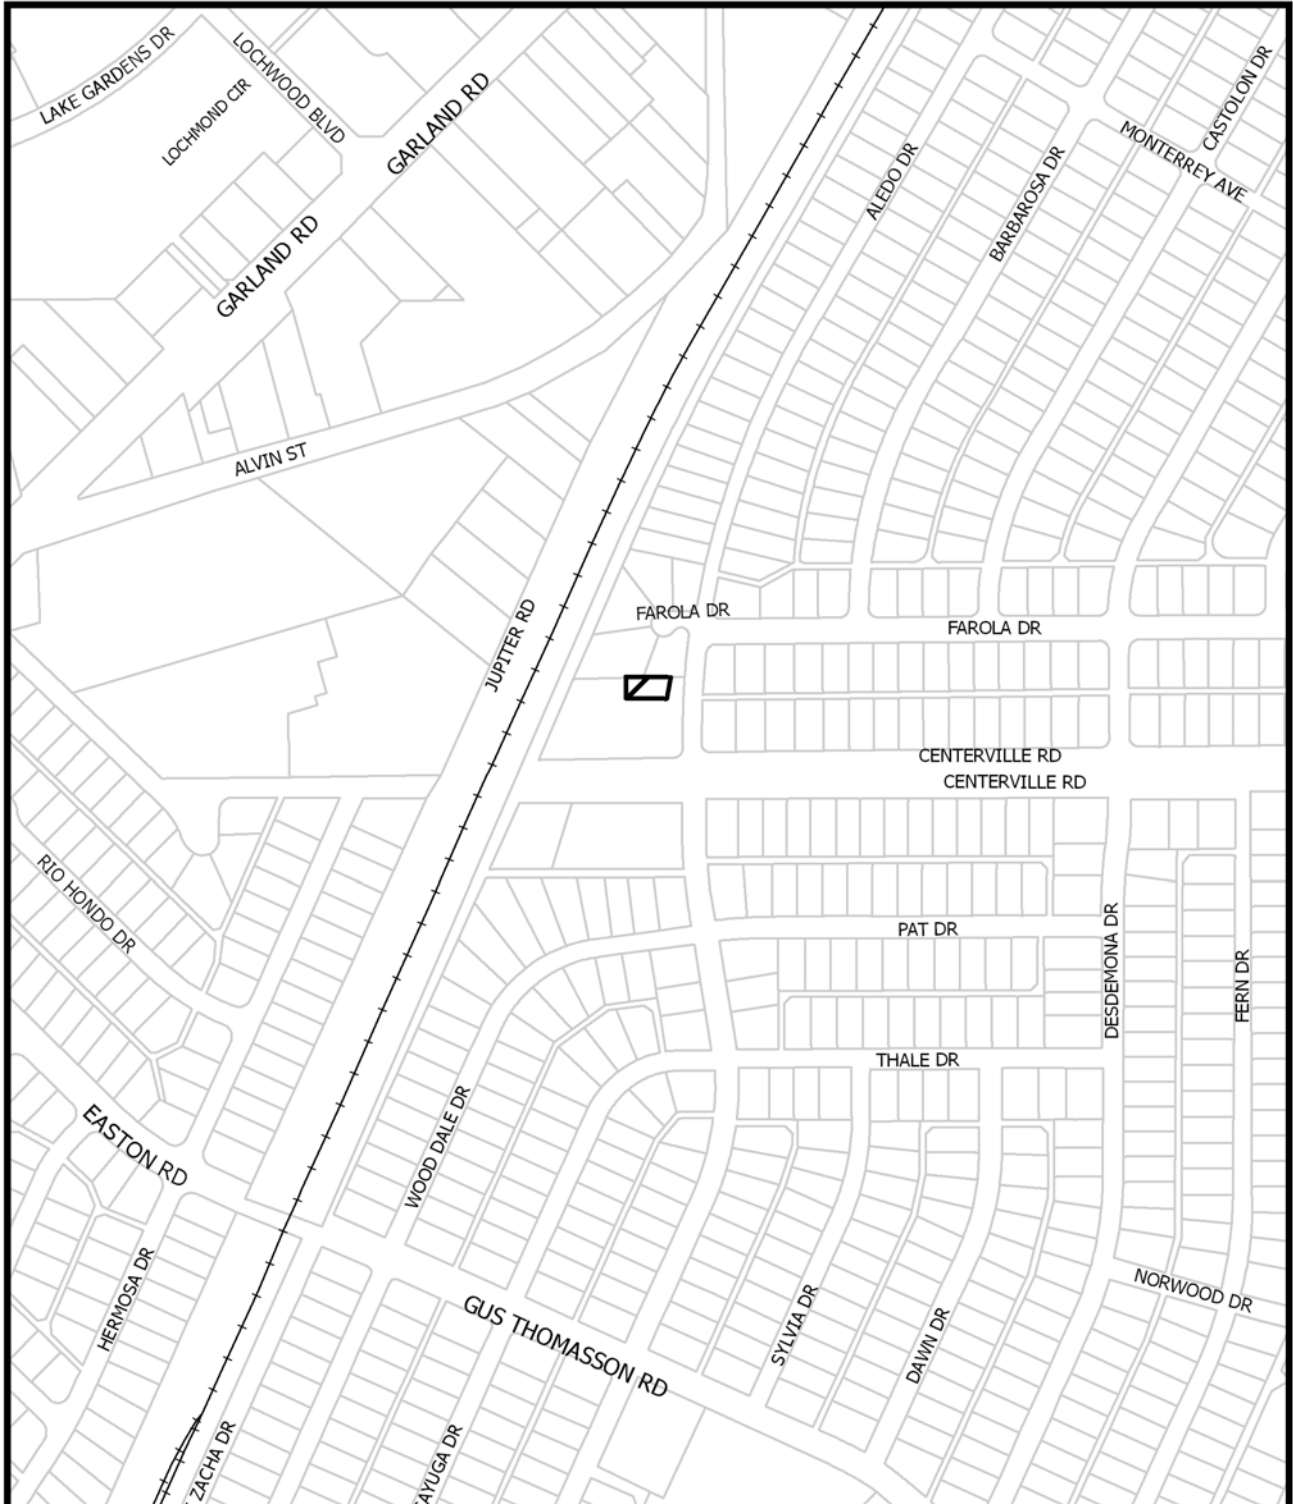 LAKE GARDENS DR
LOCHWOOD BLVD
LOCHMOND CIR
GARLAND RD
CASTOLON DR
MONTERREY AVE
ALEDO DR
BARBAROSA DR
GARLAND RD
ALVIN ST
FAROLA DR
FAROLA DR
JUPITER RD
CENTERVILLE RD
CENTERVILLE RD
RIO HONDO DR
PAT DR
DESDEMONA DR
FERN DR
THALE DR
EASTON RD
WOOD DALE DR
HERMOSA DR
NORWOOD DR
GUS THOMASSON RD
SYLVIA DR
DAWN DR
ZACHA DR
AYUGA DR